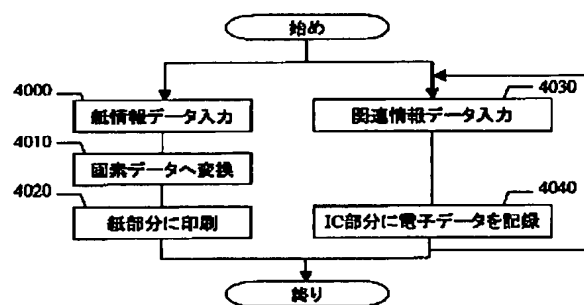 始め
4000
紙情報データ入力
4030
関連情報データ入力
4010
画素データへ変換
4020
紙部分に印刷
4040
IC部分に電子データを記録
終り